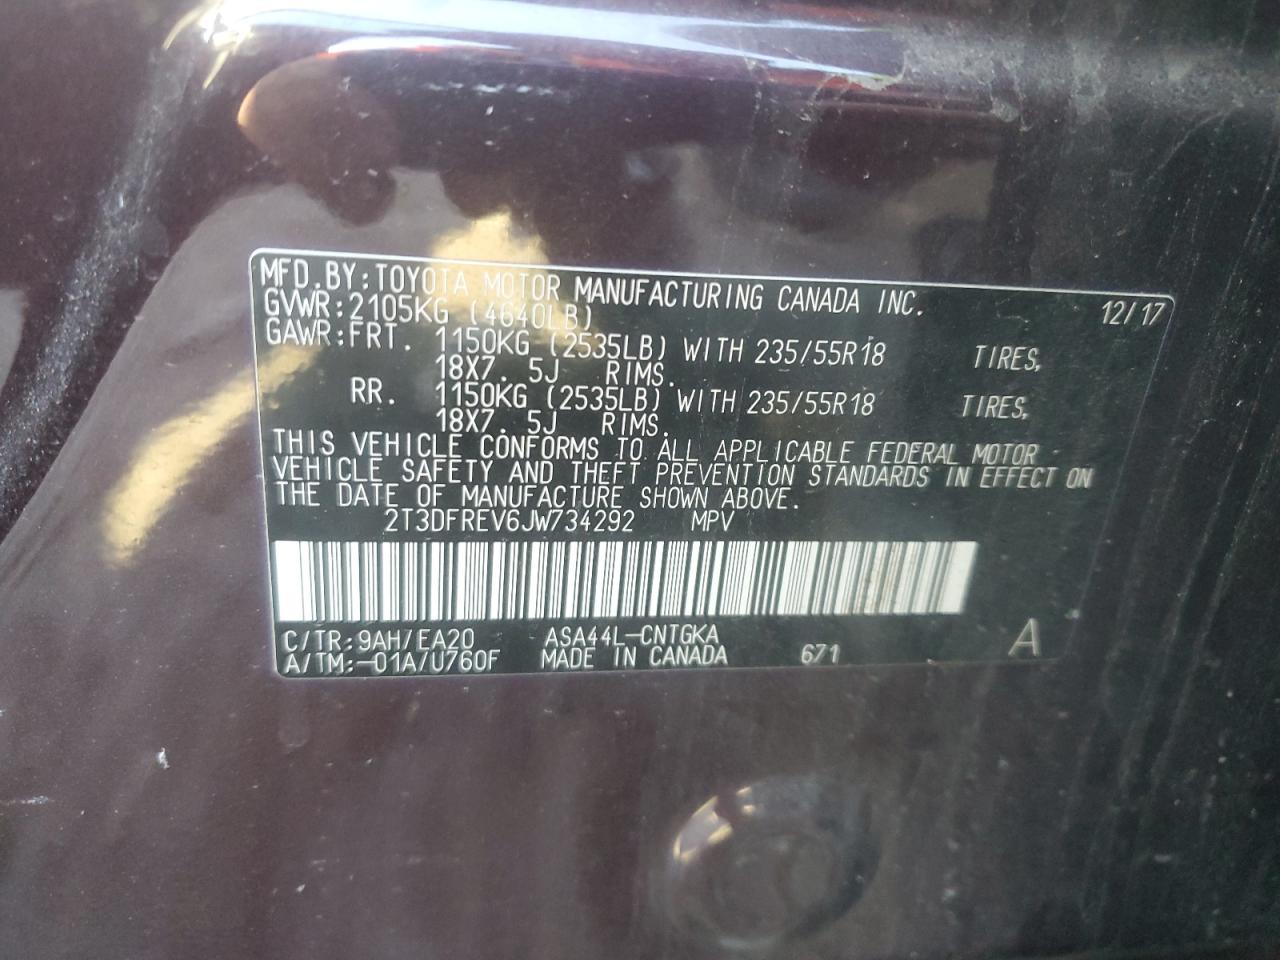 MFD.BY:TOYOTA MOTOR MANUFACTURING CANADA INC. 12/17
GVWR:2105KG (4640LB)
GAWR:FRT. 1150KG (2535LB) WITH 235/55R18 TIRES,
18X7.5J RIMS.
RR. 1150KG (2535LB) WITH 235/55R18 TIRES,
18X7.5J RIMS.
THIS VEHICLE CONFORMS TO ALL APPLICABLE FEDERAL MOTOR
VEHICLE SAFETY AND THEFT PREVENTION STANDARDS IN EFFECT ON
THE DATE OF MANUFACTURE SHOWN ABOVE.
2T3DFREV6JW734292 MPV
C/TR:9AH/EA20 ASA44L-CNTGKA
A/TM:-01A/U760F MADE IN CANADA 671 A